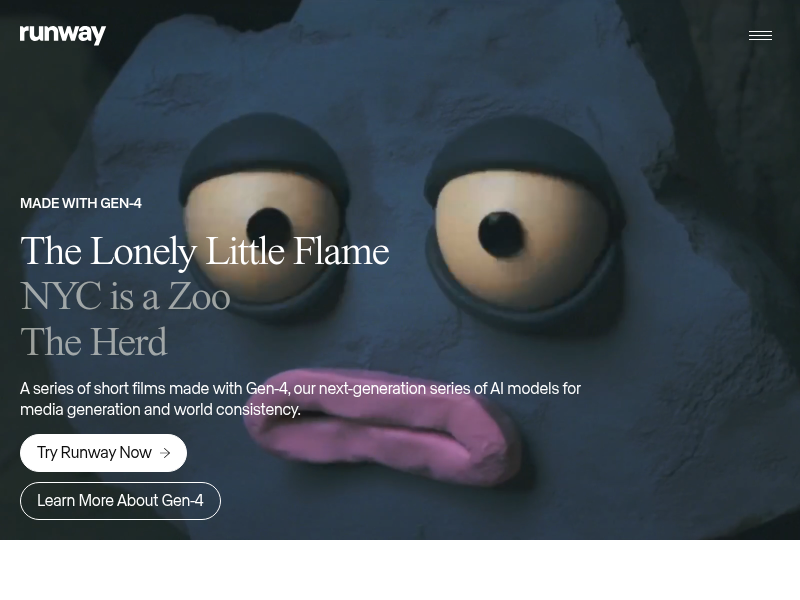 runway
MADE WITH GEN-4
The Lonely Little Flame
NYC is a Zoo
The Herd
A series of short films made with Gen-4, our next-generation series of AI models for
media generation and world consistency.
Try Runway Now →
Learn More About Gen-4